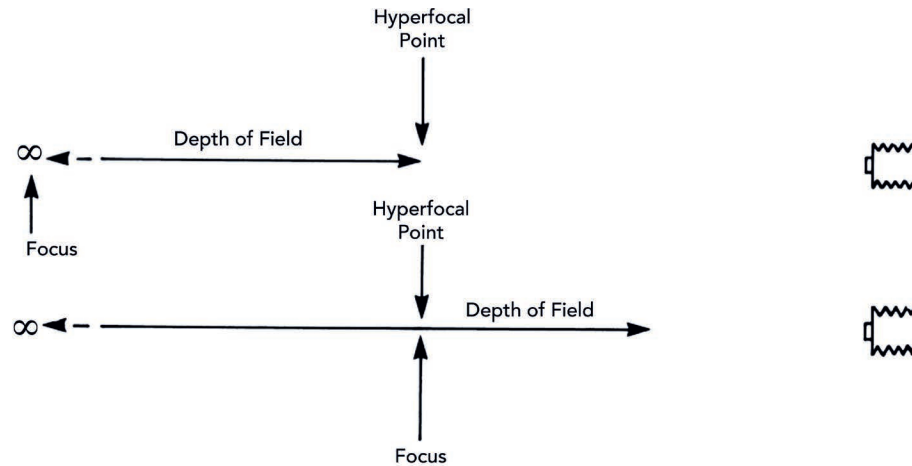 Hyperfocal
Point
Depth of Field
∞
Focus
Hyperfocal
Point
Depth of Field
∞
Focus